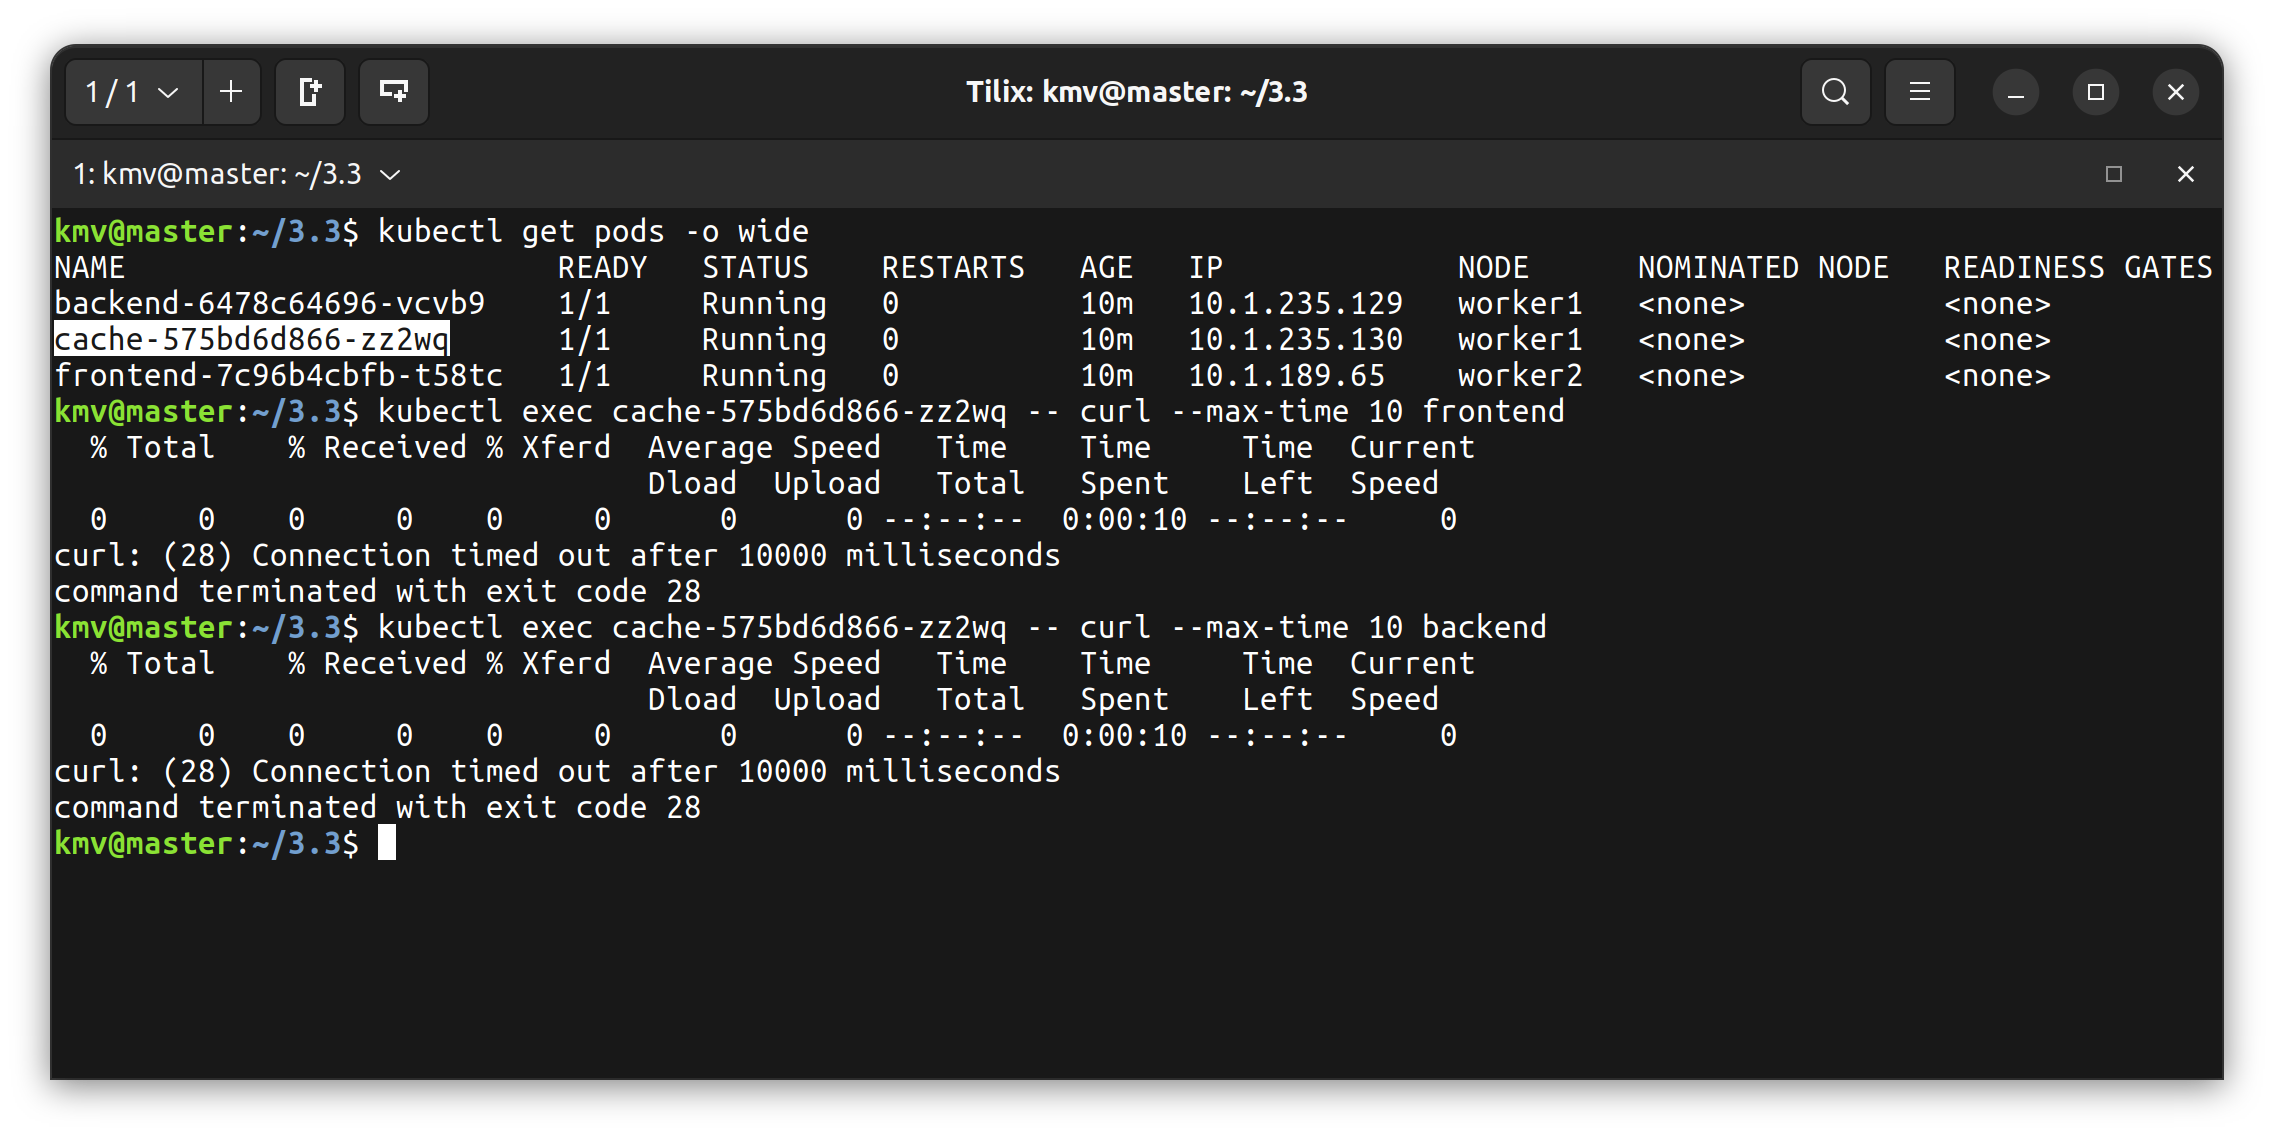 1 / 1
Tilix: kmv@master: ~/3.3
1: kmv@master: ~/3.3
kmv@master:~/3.3$ kubectl get pods -o wide
NAME                        READY   STATUS    RESTARTS   AGE   IP             NODE      NOMINATED NODE   READINESS GATES
backend-6478c64696-vcvb9    1/1     Running   0          10m   10.1.235.129   worker1   <none>           <none>
cache-575bd6d866-zz2wq      1/1     Running   0          10m   10.1.235.130   worker1   <none>           <none>
frontend-7c96b4cbfb-t58tc   1/1     Running   0          10m   10.1.189.65    worker2   <none>           <none>
kmv@master:~/3.3$ kubectl exec cache-575bd6d866-zz2wq -- curl --max-time 10 frontend
  % Total    % Received % Xferd  Average Speed   Time    Time     Time  Current
                                 Dload  Upload   Total   Spent    Left  Speed
  0     0    0     0    0     0      0      0 --:--:--  0:00:10 --:--:--     0
curl: (28) Connection timed out after 10000 milliseconds
command terminated with exit code 28
kmv@master:~/3.3$ kubectl exec cache-575bd6d866-zz2wq -- curl --max-time 10 backend
  % Total    % Received % Xferd  Average Speed   Time    Time     Time  Current
                                 Dload  Upload   Total   Spent    Left  Speed
  0     0    0     0    0     0      0      0 --:--:--  0:00:10 --:--:--     0
curl: (28) Connection timed out after 10000 milliseconds
command terminated with exit code 28
kmv@master:~/3.3$